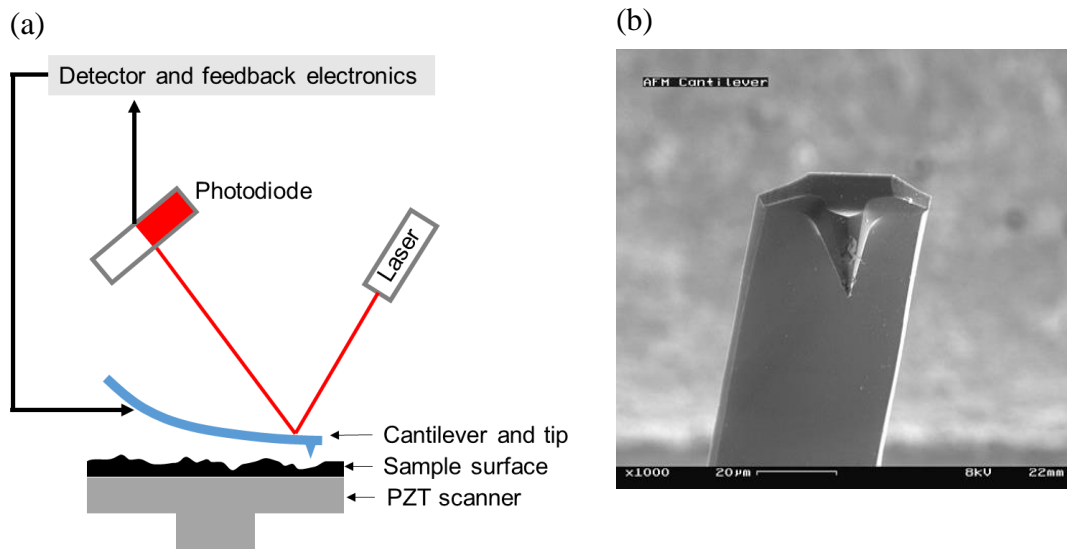 (a)
Detector and feedback electronics
Photodiode
Laser
Cantilever and tip
Sample surface
PZT scanner
(b)
AFM Cantilever
x1000 20μm 8kV 22mm